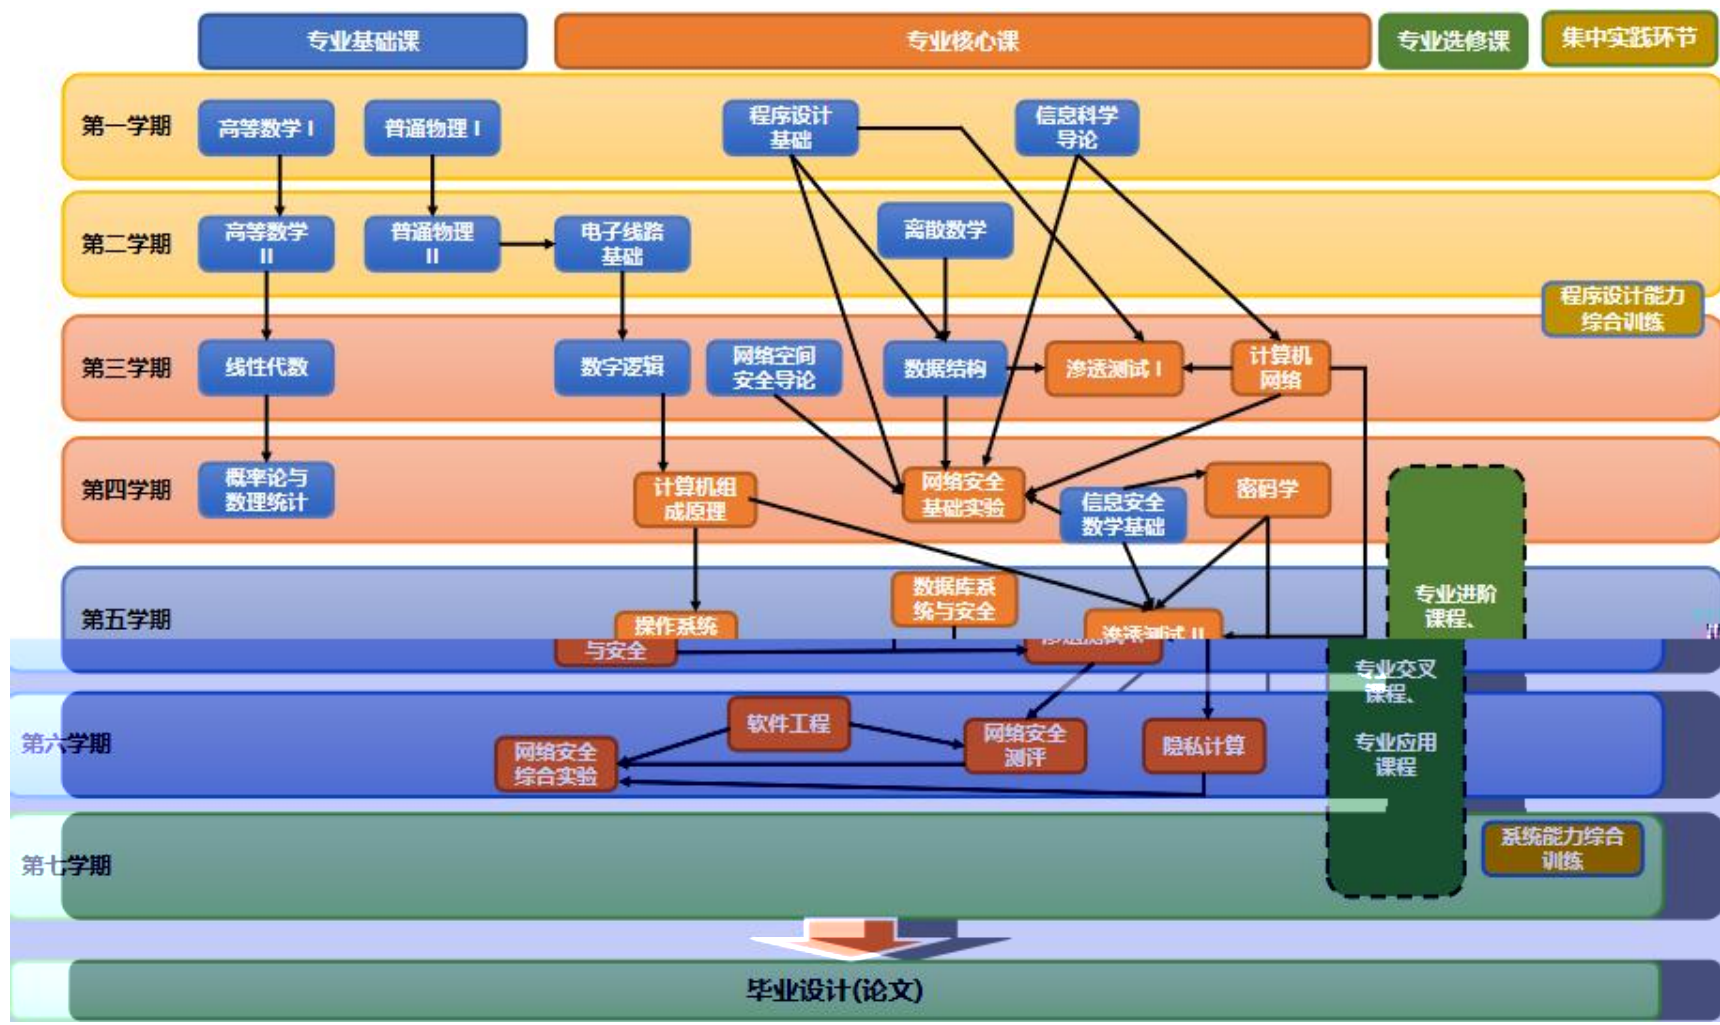 专业基础课
专业核心课
专业选修课
集中实践环节
第一学期
高等数学 I
普通物理 I
程序设计
基础
信息科学
导论
第二学期
高等数学
II
普通物理
II
电子线路
基础
离散数学
程序设计能力
综合训练
第三学期
线性代数
数字逻辑
网络空间
安全导论
数据结构
渗透测试 I
计算机
网络
第四学期
概率论与
数理统计
计算机组
成原理
网络安全
基础实验
信息安全
数学基础
密码学
第五学期
操作系统
与安全
数据库系
统与安全
渗透测试 II
专业进阶
课程、
专业交叉
课程、
专业应用
课程
第六学期
网络安全
综合实验
软件工程
网络安全
测评
隐私计算
第七学期
系统能力综合
训练
毕业设计(论文)